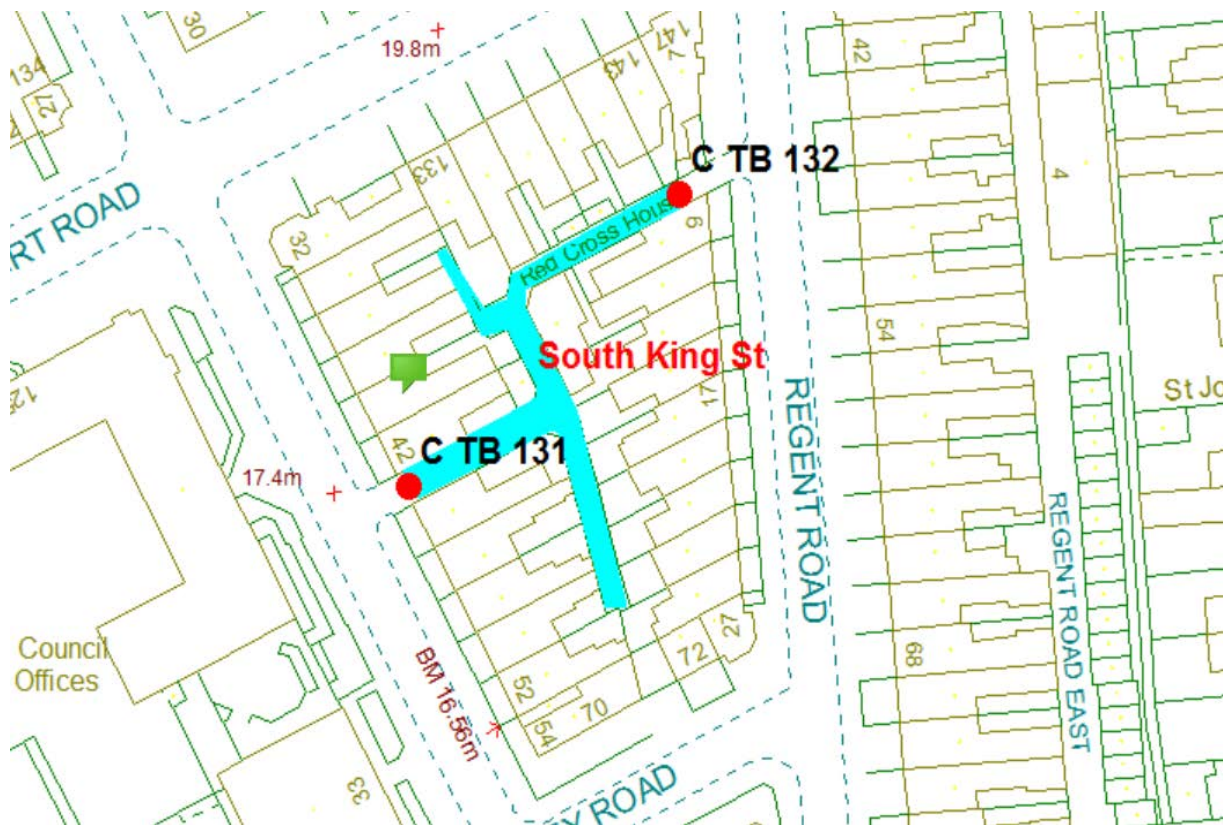 30
19.8m
147
7
42
134
27
143
C TB 132
133
4
RT ROAD
32
Red Cross House
6
54
South King St
17
REGENT ROAD
St Jo
42
C TB 131
17.4m
REGENT ROAD EAST
Council
Offices
BM 16.56m
52
54
70
72
27
68
33
ROAD